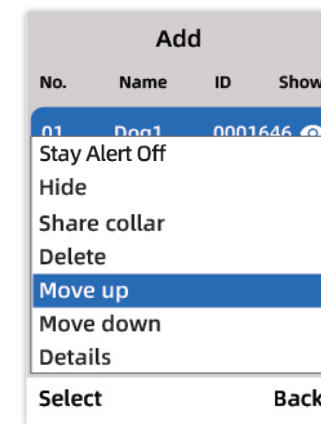 Add
No. Name ID Show
01 Dog1 0001646
Stay Alert Off
Hide
Share collar
Delete
Move up
Move down
Details
Select Back